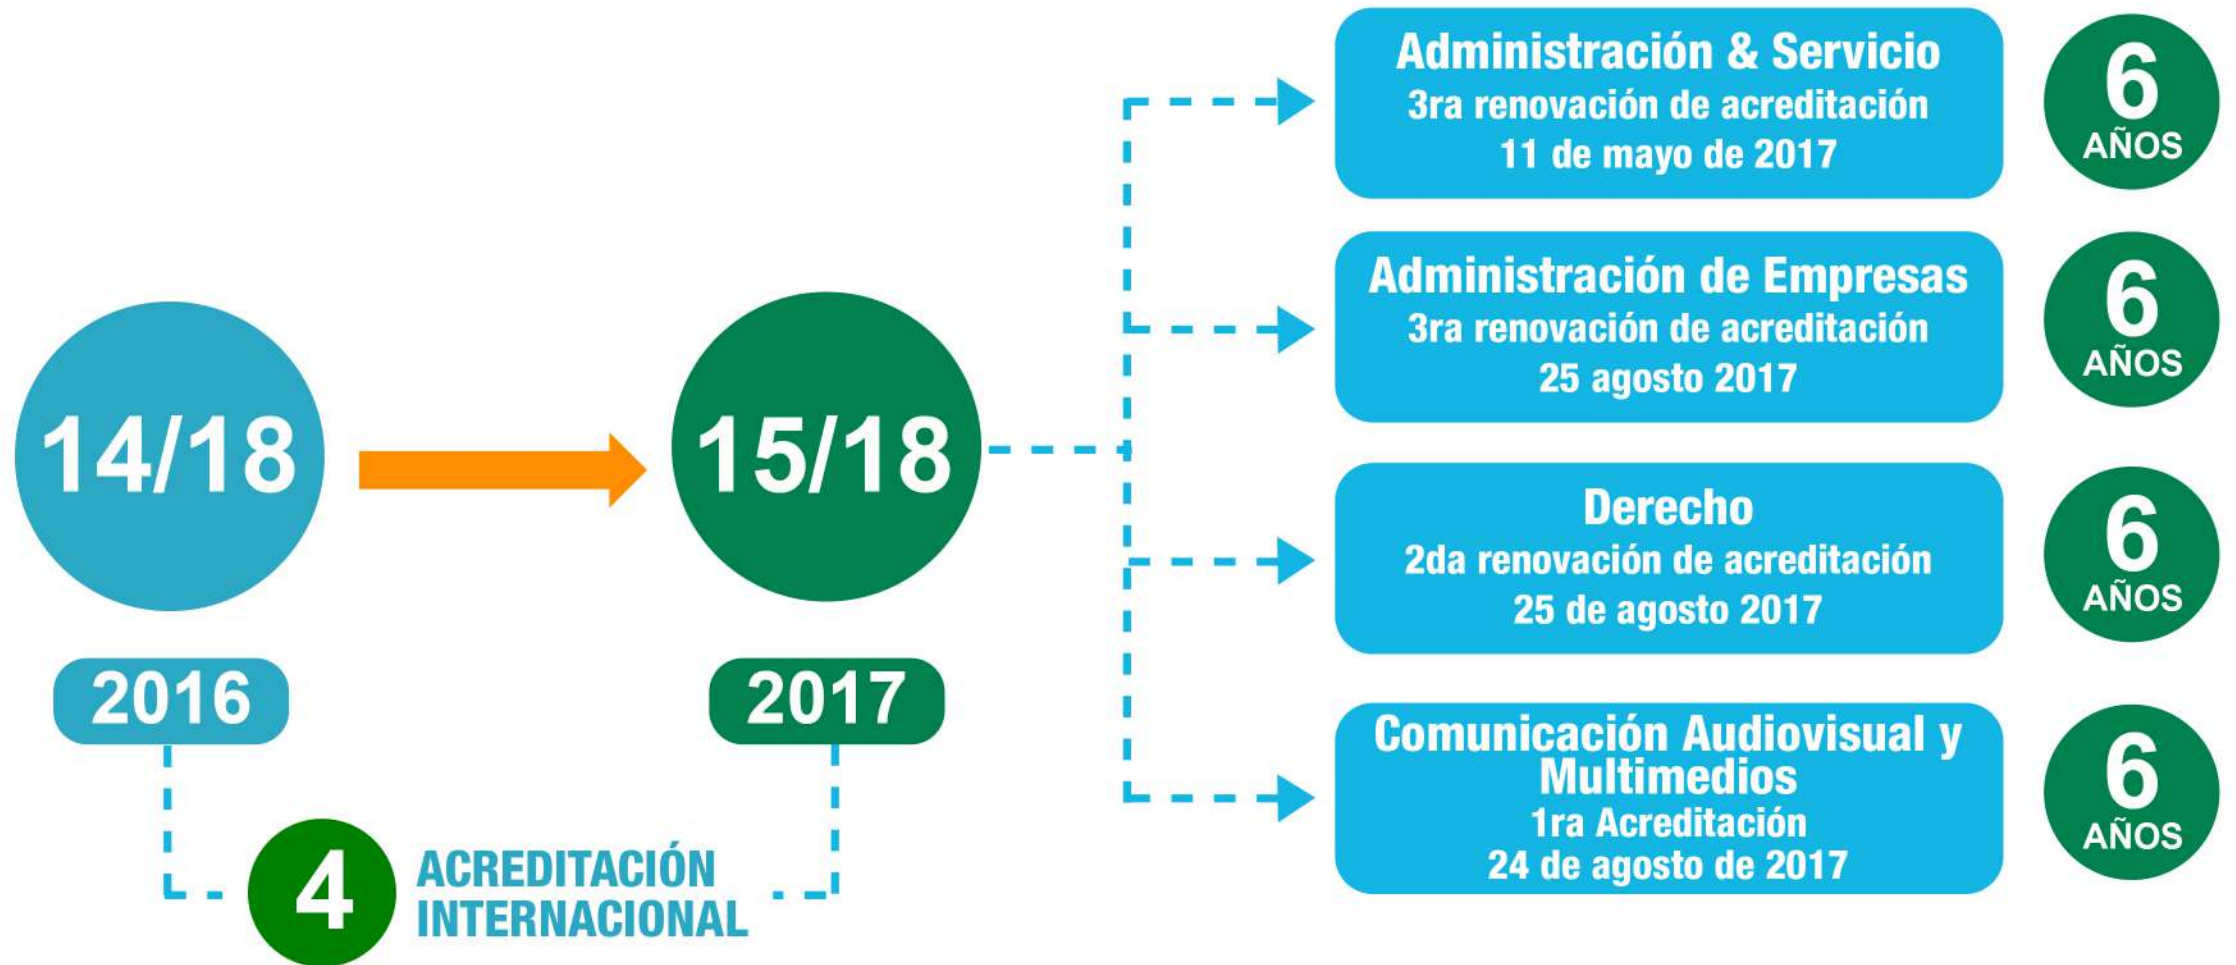 14/18
2016
15/18
2017
4
ACREDITACIÓN
INTERNACIONAL
Administración & Servicio
3ra renovación de acreditación
11 de mayo de 2017
6
AÑOS
Administración de Empresas
3ra renovación de acreditación
25 agosto 2017
6
AÑOS
Derecho
2da renovación de acreditación
25 de agosto 2017
6
AÑOS
Comunicación Audiovisual y
Multimedios
1ra Acreditación
24 de agosto de 2017
6
AÑOS